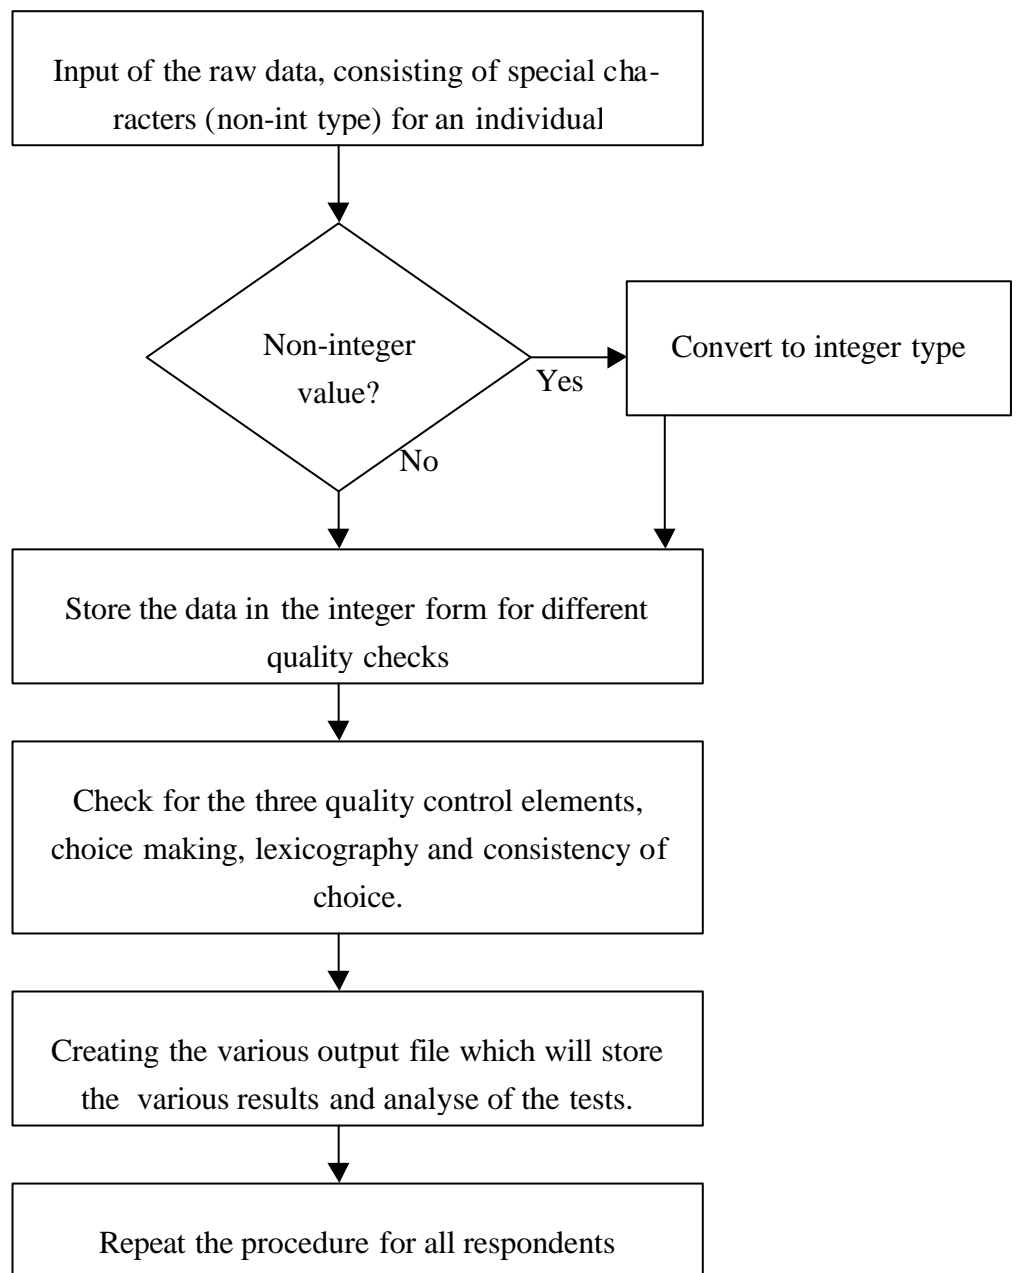 Input of the raw data, consisting of special cha-
racters (non-int type) for an individual
Non-integer
value?
Yes
Convert to integer type
No
Store the data in the integer form for different
quality checks
Check for the three quality control elements,
choice making, lexicography and consistency of
choice.
Creating the various output file which will store
the various results and analyse of the tests.
Repeat the procedure for all respondents